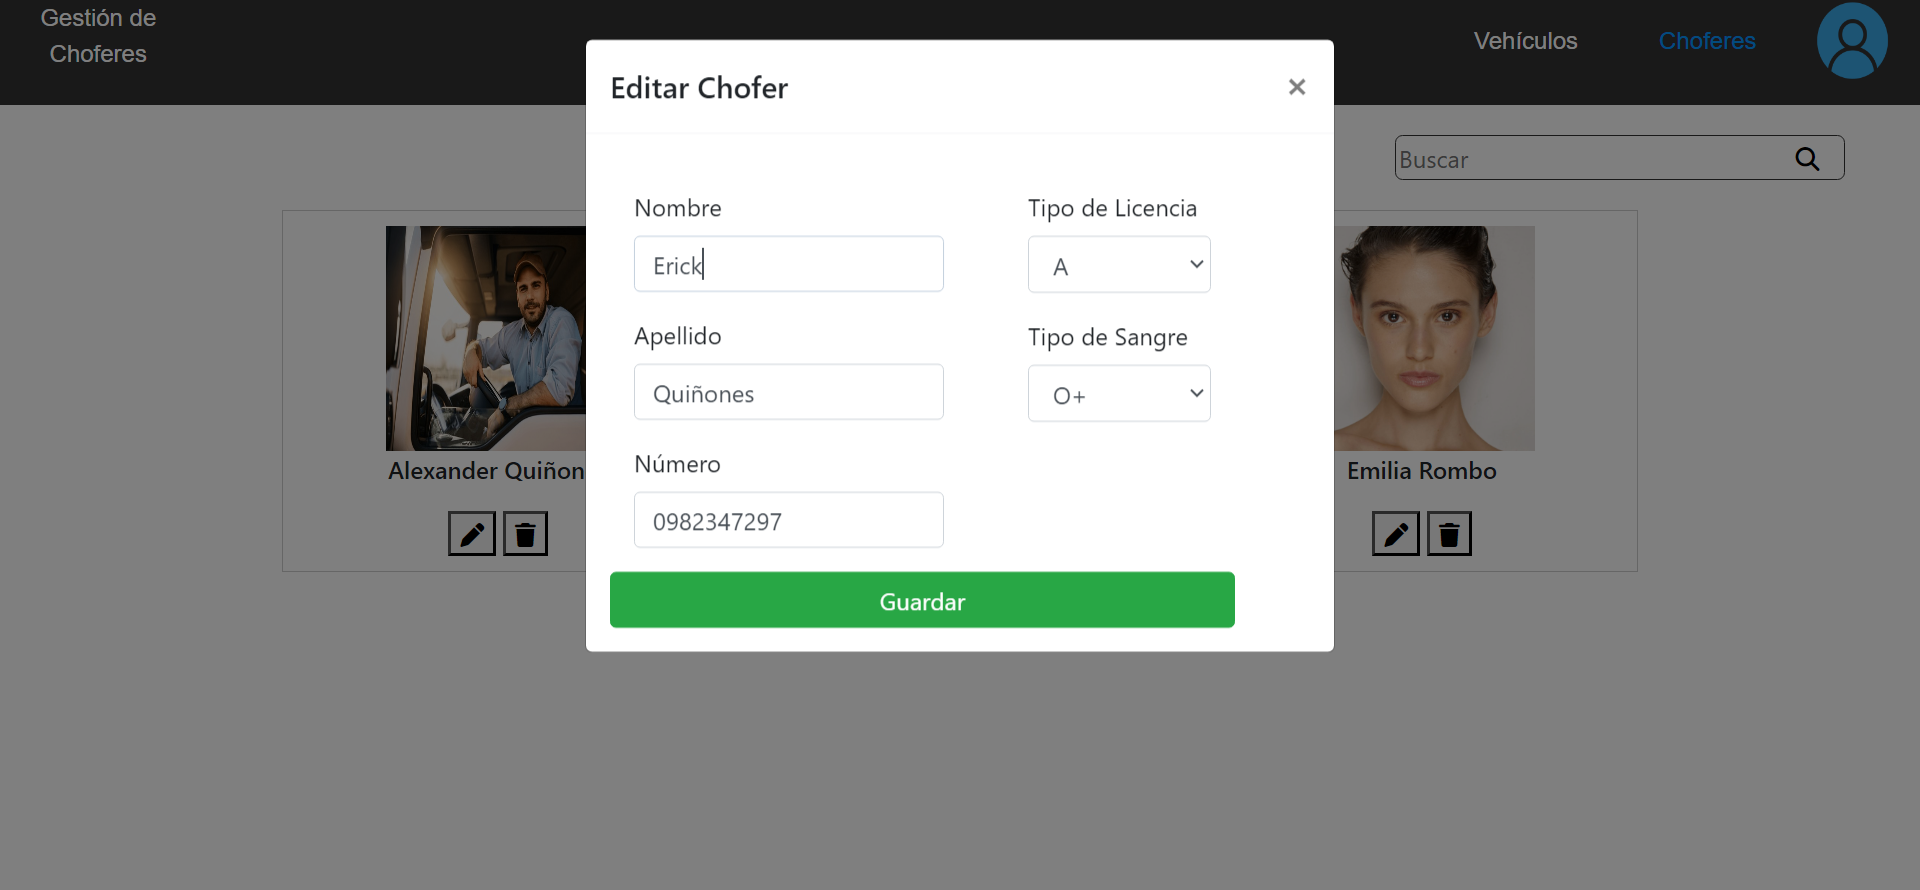 Gestión de
Choferes
Vehículos
Choferes
Editar Chofer
×
Buscar
Nombre
Erick
Tipo de Licencia
A
Apellido
Quiñones
Tipo de Sangre
O+
Número
0982347297
Guardar
Alexander Quiñon
Emilia Rombo